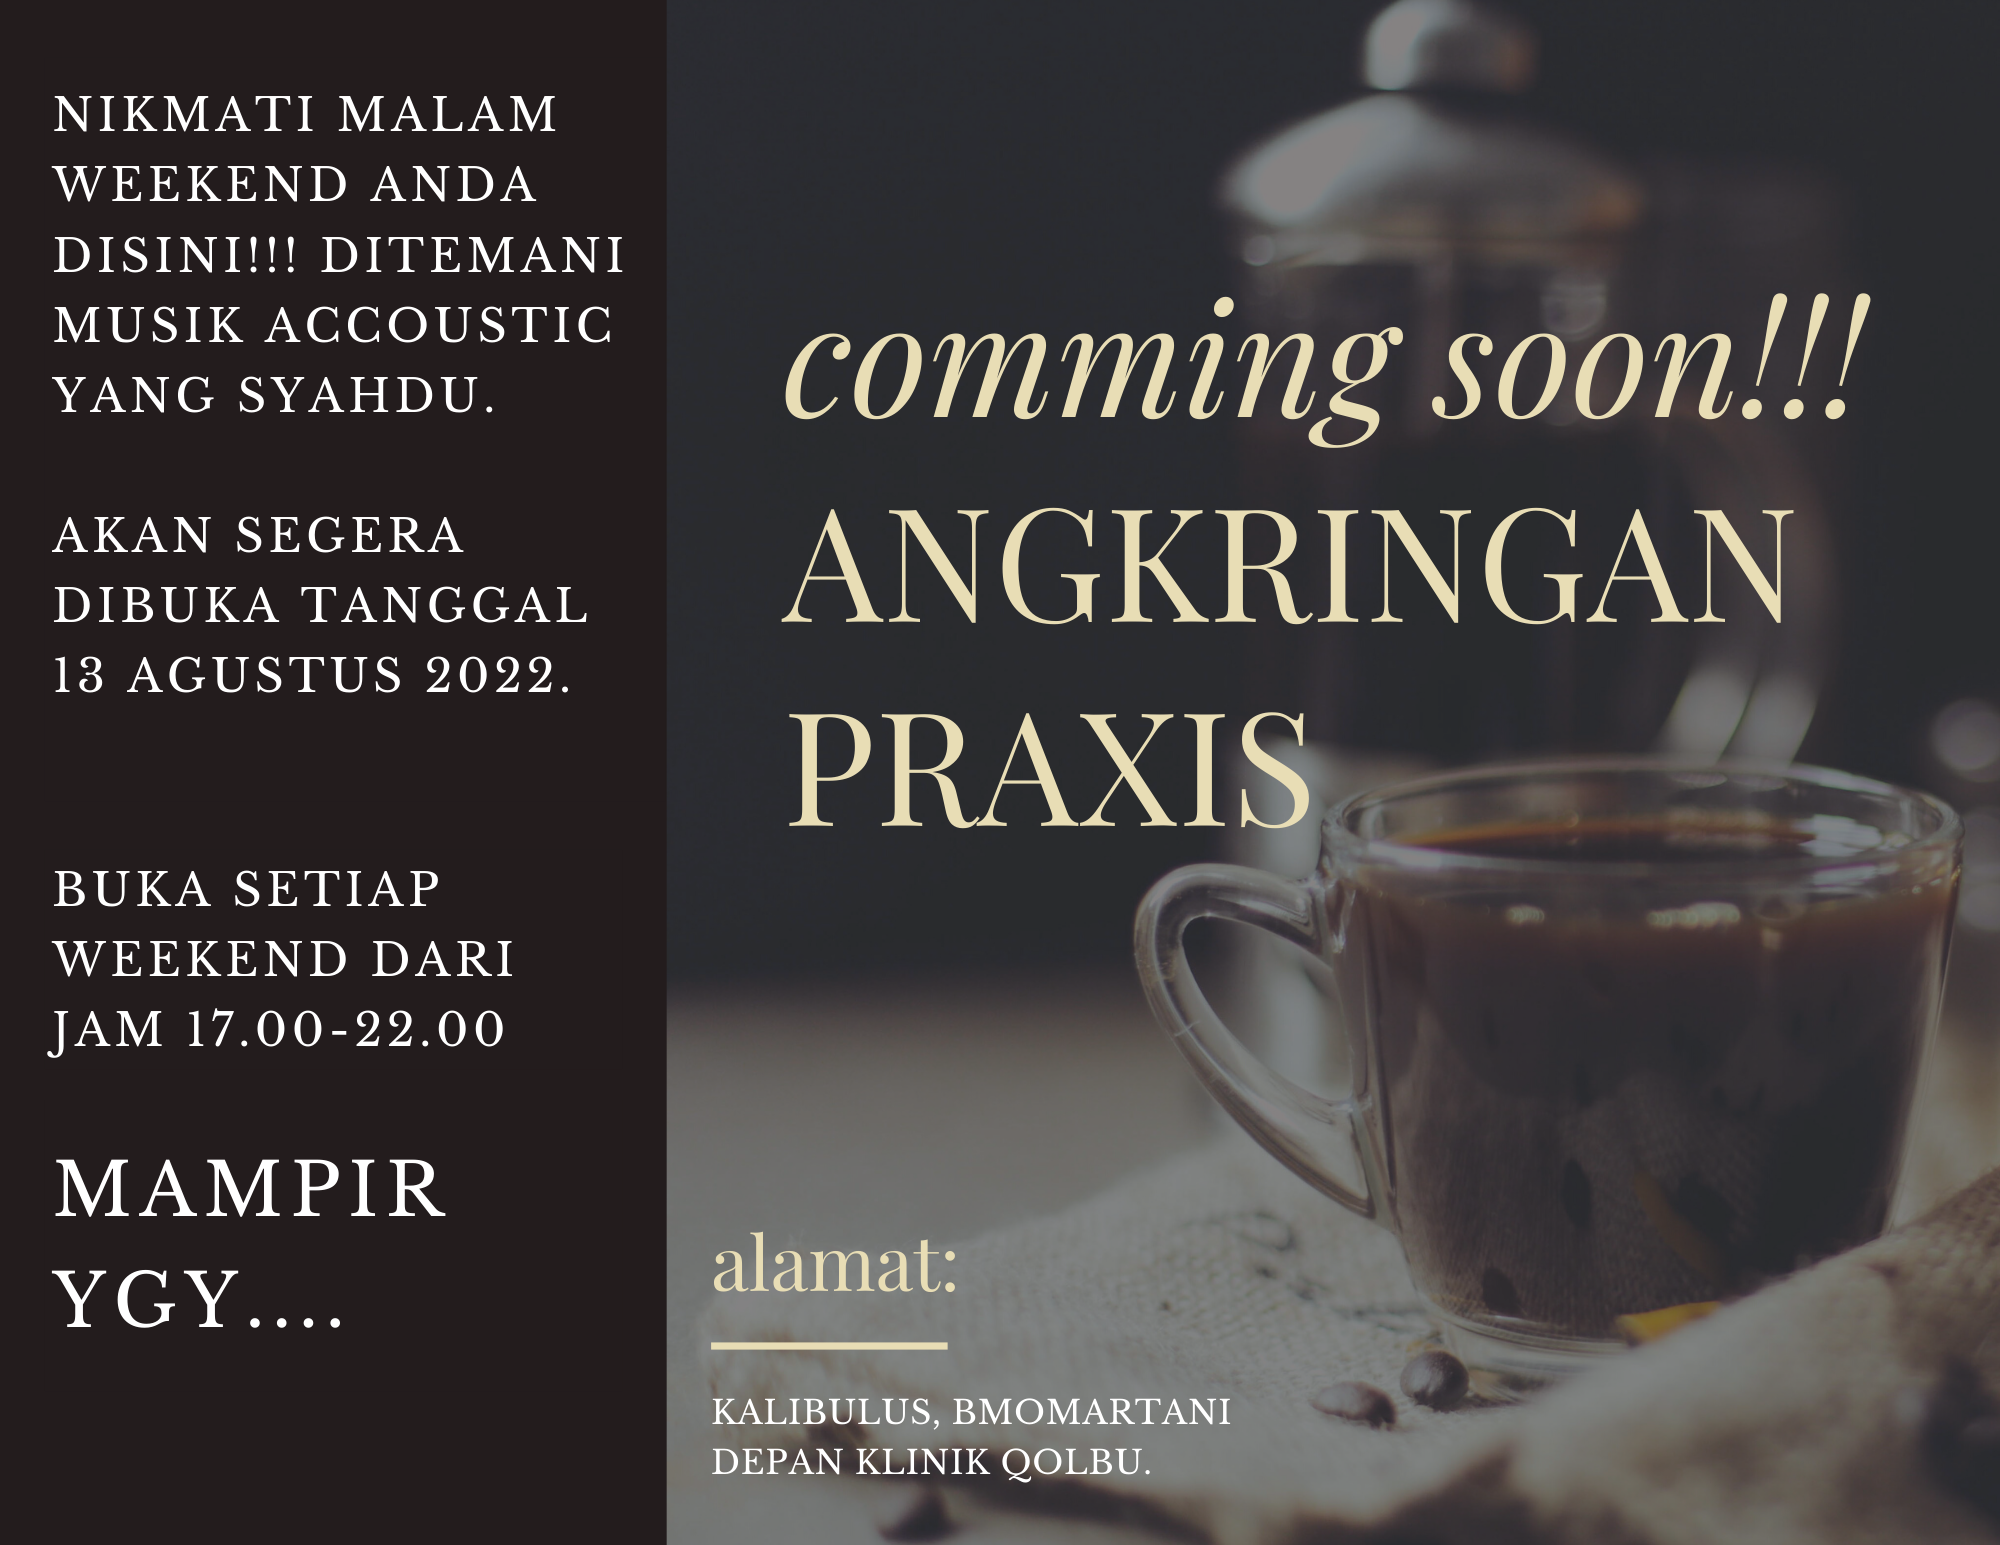 NIKMATI MALAM
WEEKEND ANDA
DISINI!!! DITEMANI
MUSIK ACCOUSTIC
YANG SYAHDU.
AKAN SEGERA
DIBUKA TANGGAL
13 AGUSTUS 2022.
BUKA SETIAP
WEEKEND DARI
JAM 17.00-22.00
MAMPIR
YGY....
comming soon!!!
ANGKRINGAN
PRAXIS
alamat:
KALIBULUS, BMOMARTANI
DEPAN KLINIK QOLBU.